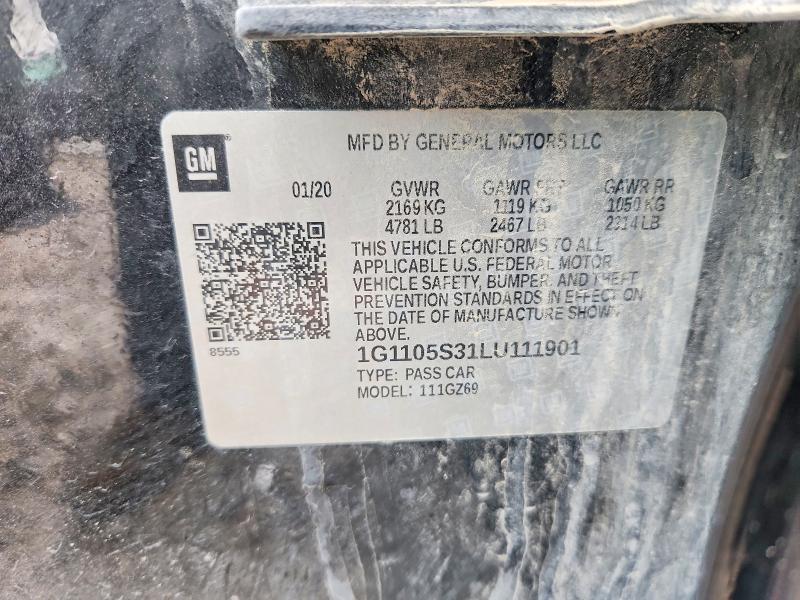 GM®
MFD BY GENERAL MOTORS LLC
01/20 GVWR GAWR FRT GAWR RR
2169 KG 1119 KG 1050 KG
4781 LB 2467 LB 2314 LB
THIS VEHICLE CONFORMS TO ALL
APPLICABLE U.S. FEDERAL MOTOR
VEHICLE SAFETY, BUMPER, AND THEFT
PREVENTION STANDARDS IN EFFECT ON
THE DATE OF MANUFACTURE SHOWN
ABOVE.
8555
1G1105S31LU111901
TYPE: PASS CAR
MODEL: 111GZ69